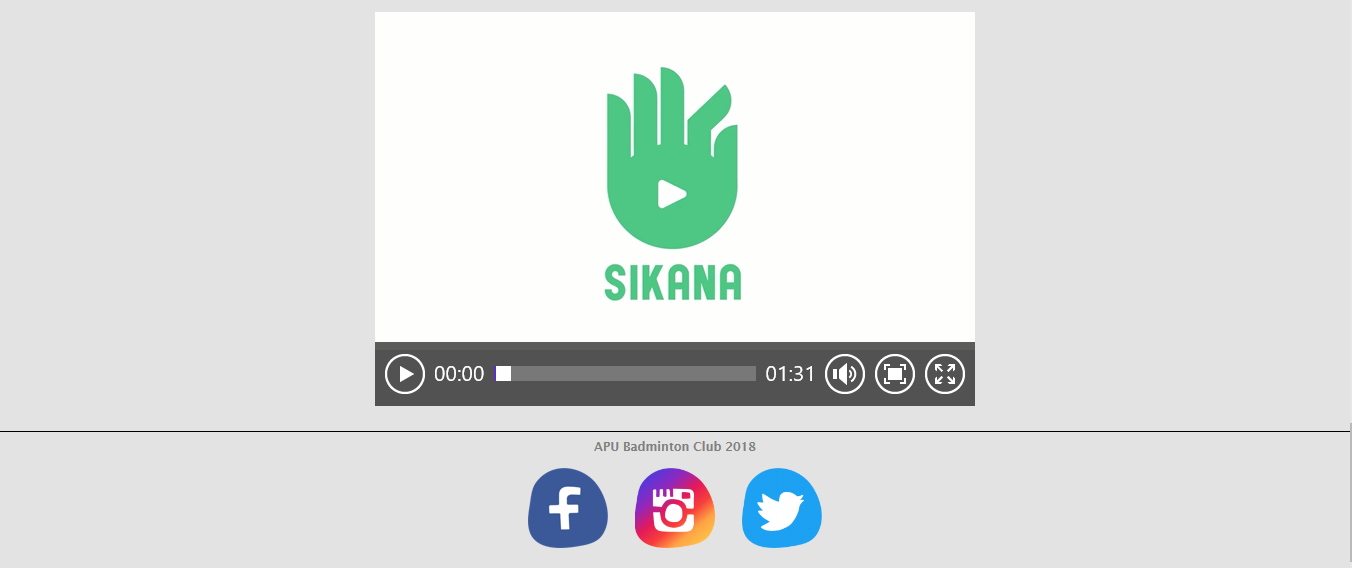 SIKANA
00:00
01:31
APU Badminton Club 2018